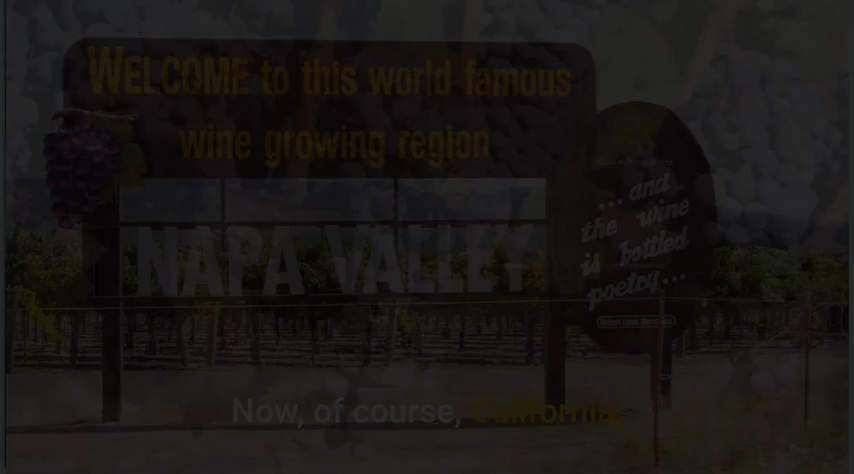 WELCOME to this world famous
wine growing region
NAPA VALLEY
... and
the wine
is bottled
poetry...
Now, of course, California,